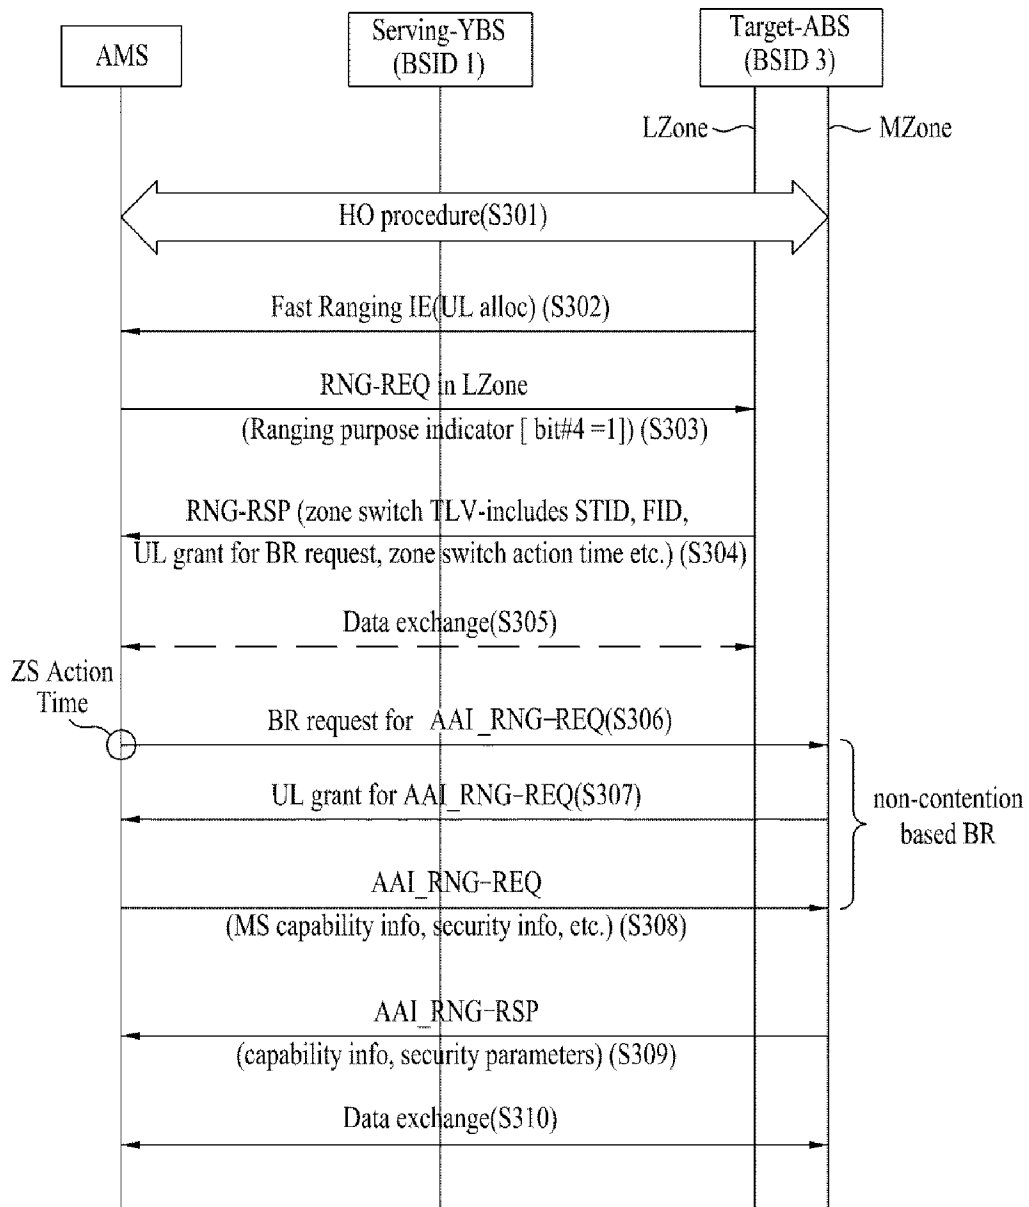 AMS
Serving-YBS
(BSID 1)
Target-ABS
(BSID 3)
LZone
MZone
HO procedure(S301)
Fast Ranging IE(UL alloc) (S302)
RNG-REQ in LZone
(Ranging purpose indicator [ bit#4 =1]) (S303)
RNG-RSP (zone switch TLV-includes STID, FID,
UL grant for BR request, zone switch action time etc.) (S304)
Data exchange(S305)
ZS Action
Time
BR request for AAI_RNG-REQ(S306)
UL grant for AAI_RNG-REQ(S307)
non-contention
based BR
AAI_RNG-REQ
(MS capability info, security info, etc.) (S308)
AAI_RNG-RSP
(capability info, security parameters) (S309)
Data exchange(S310)